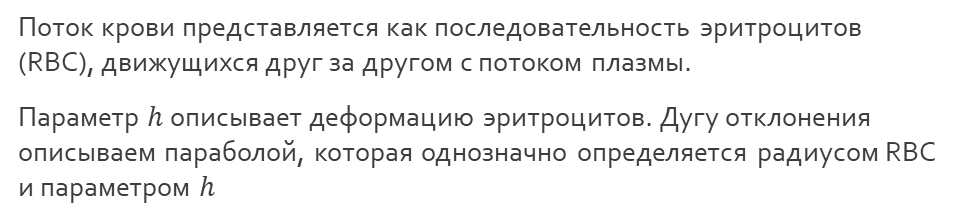 Поток крови представляется как последовательность эритроцитов
(RBC), движущихся друг за другом с потоком плазмы.
Параметр h описывает деформацию эритроцитов. Дугу отклонения
описываем параболой, которая однозначно определяется радиусом RBC
и параметром h